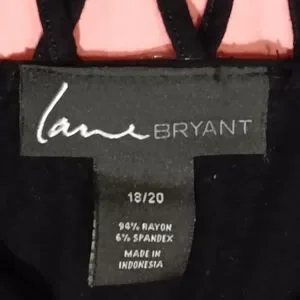 Lane BRYANT
18/20
94% RAYON
6% SPANDEX
MADE IN
INDONESIA